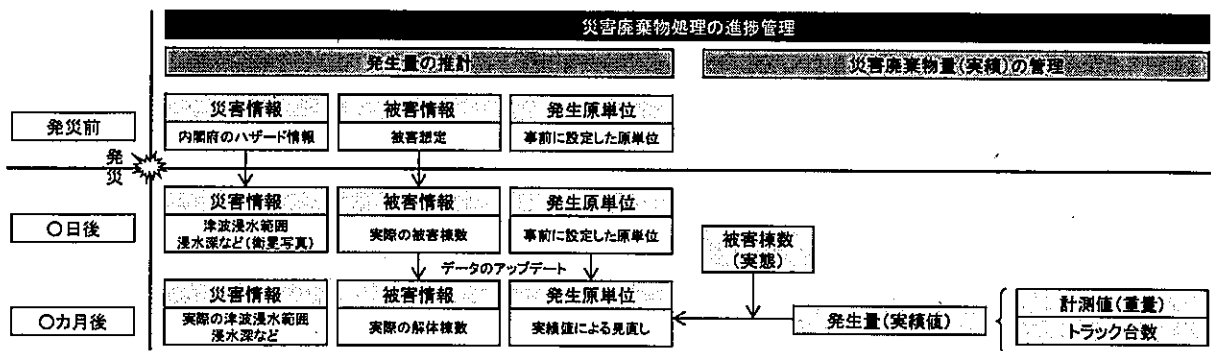 災害廃棄物処理の進捗管理
発生量の推計
災害廃棄物量(実績)の管理
発災前
災害情報
内閣府のハザード情報
被害情報
被害想定
発生原単位
事前に設定した原単位
発災
〇日後
災害情報
津波浸水範囲
浸水深など(衛星写真)
被害情報
実際の被害棟数
発生原単位
事前に設定した原単位
被害棟数
(実態)
データのアップデート
〇カ月後
災害情報
実際の津波浸水範囲
浸水深など
被害情報
実際の解体棟数
発生原単位
実績値による見直し
発生量(実績値)
計測値(重量)
トラック台数